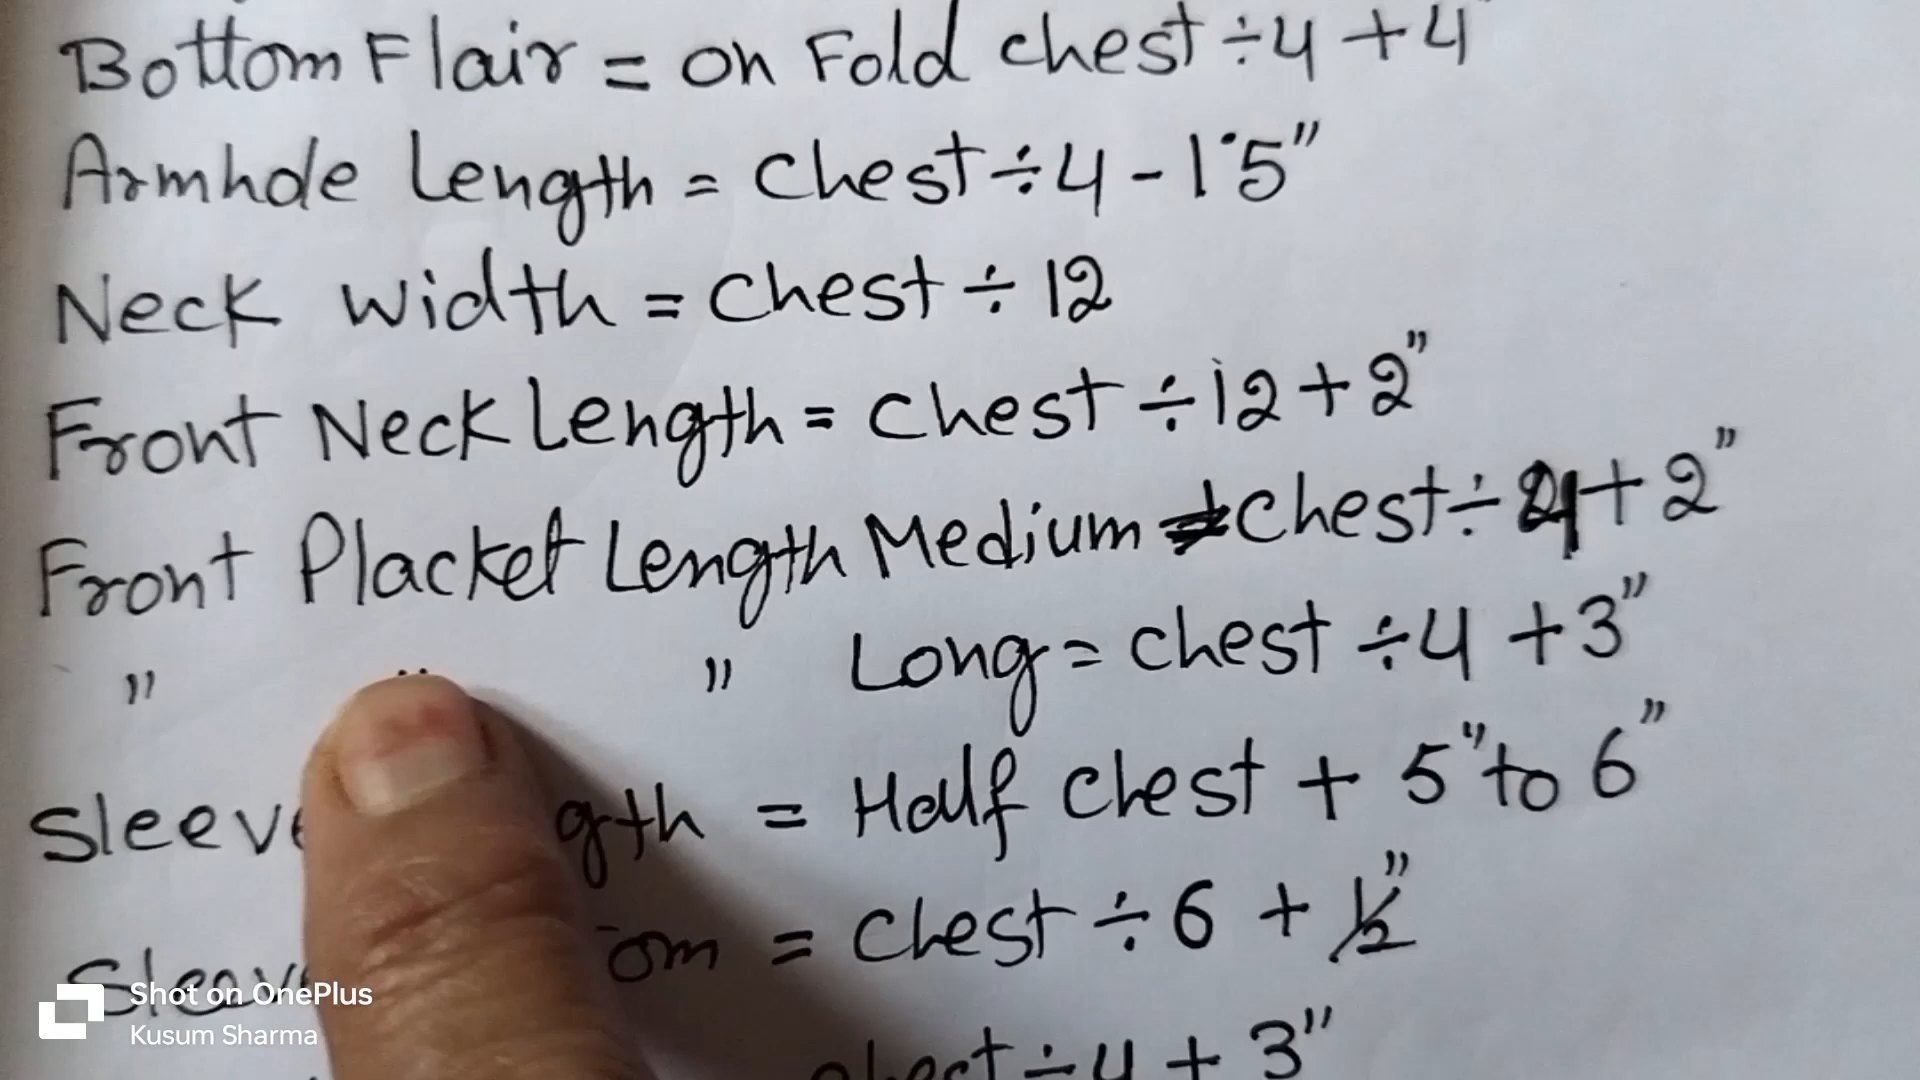 Bottom Flair = on Fold chest ÷ 4 + 4"
Armhole Length = Chest ÷ 4 - 1.5"
Neck width = Chest ÷ 12
Front Neck Length = Chest ÷ 12 + 2"
Front Placket Length Medium = Chest ÷ 4 + 2"
" " " Long = Chest ÷ 4 + 3"
gth = Half Chest + 5" to 6"
om = Chest ÷ 6 + ½"
÷ 4 + 3"
Shot on OnePlus
Kusum Sharma